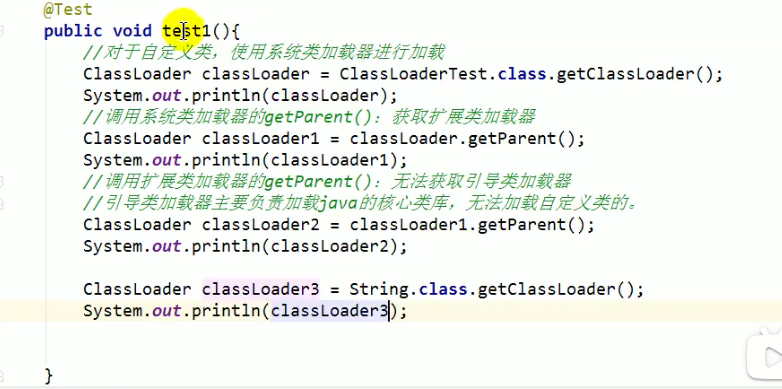 @Test
public void test1(){
//对于自定义类，使用系统类加载器进行加载
ClassLoader classLoader = ClassLoaderTest.class.getClassLoader();
System.out.println(classLoader);
//调用系统类加载器的getParent()：获取扩展类加载器
ClassLoader classLoader1 = classLoader.getParent();
System.out.println(classLoader1);
//调用扩展类加载器的getParent()：无法获取引导类加载器
//引导类加载器主要负责加载java的核心类库，无法加载自定义类的。
ClassLoader classLoader2 = classLoader1.getParent();
System.out.println(classLoader2);
ClassLoader classLoader3 = String.class.getClassLoader();
System.out.println(classLoader3);
}